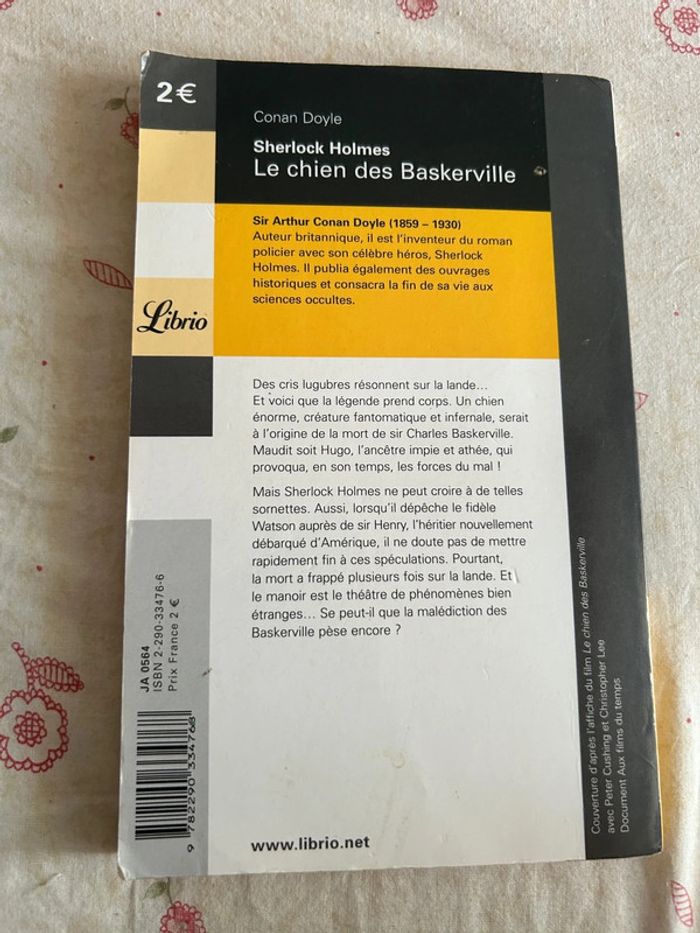 2 €
Conan Doyle
Sherlock Holmes
Le chien des Baskerville
Sir Arthur Conan Doyle (1859 – 1930)
Auteur britannique, il est l'inventeur du roman
policier avec son célèbre héros, Sherlock
Holmes. Il publia également des ouvrages
historiques et consacra la fin de sa vie aux
sciences occultes.
Librio
Des cris lugubres résonnent sur la lande...
Et voici que la légende prend corps. Un chien
énorme, créature fantomatique et infernale, serait
à l'origine de la mort de sir Charles Baskerville.
Maudit soit Hugo, l'ancêtre impie et athée, qui
provoqua, en son temps, les forces du mal !
Mais Sherlock Holmes ne peut croire à de telles
sornettes. Aussi, lorsqu'il dépêche le fidèle
Watson auprès de sir Henry, l'héritier nouvellement
débarqué d'Amérique, il ne doute pas de mettre
rapidement fin à ces spéculations. Pourtant,
la mort a frappé plusieurs fois sur la lande. Et
le manoir est le théâtre de phénomènes bien
étranges... Se peut-il que la malédiction des
Baskerville pèse encore ?
JA 0564
ISBN 2-290-33476-6
Prix France 2 €
9 782290 334768
www.librio.net
Couverture d'après l'affiche du film Le chien des Baskerville
avec Peter Cushing et Christopher Lee
Document Aux films du temps